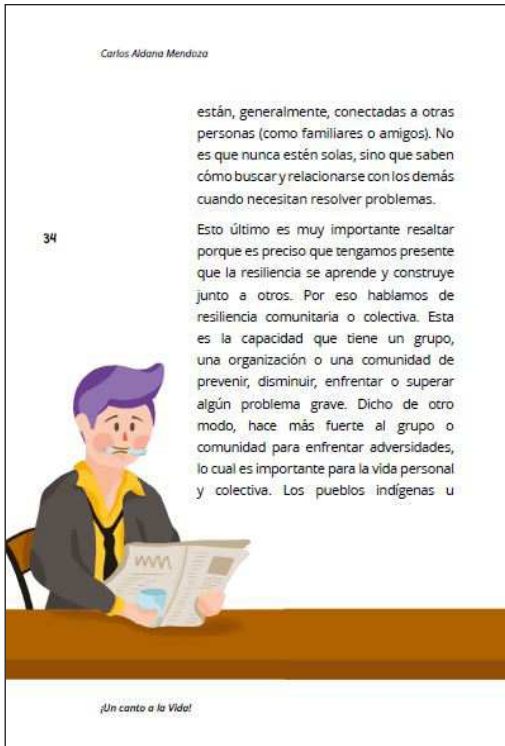 Carlos Aldana Mendoza
están, generalmente, conectadas a otras
personas (como familiares o amigos). No
es que nunca estén solas, sino que saben
cómo buscar y relacionarse con los demás
cuando necesitan resolver problemas.
34
Esto último es muy importante resaltar
porque es preciso que tengamos presente
que la resiliencia se aprende y construye
junto a otros. Por eso hablamos de
resiliencia comunitaria o colectiva. Esta
es la capacidad que tiene un grupo,
una organización o una comunidad de
prevenir, disminuir, enfrentar o superar
algún problema grave. Dicho de otro
modo, hace más fuerte al grupo o
comunidad para enfrentar adversidades,
lo cual es importante para la vida personal
y colectiva. Los pueblos indígenas u
¡Un canto a la Vida!